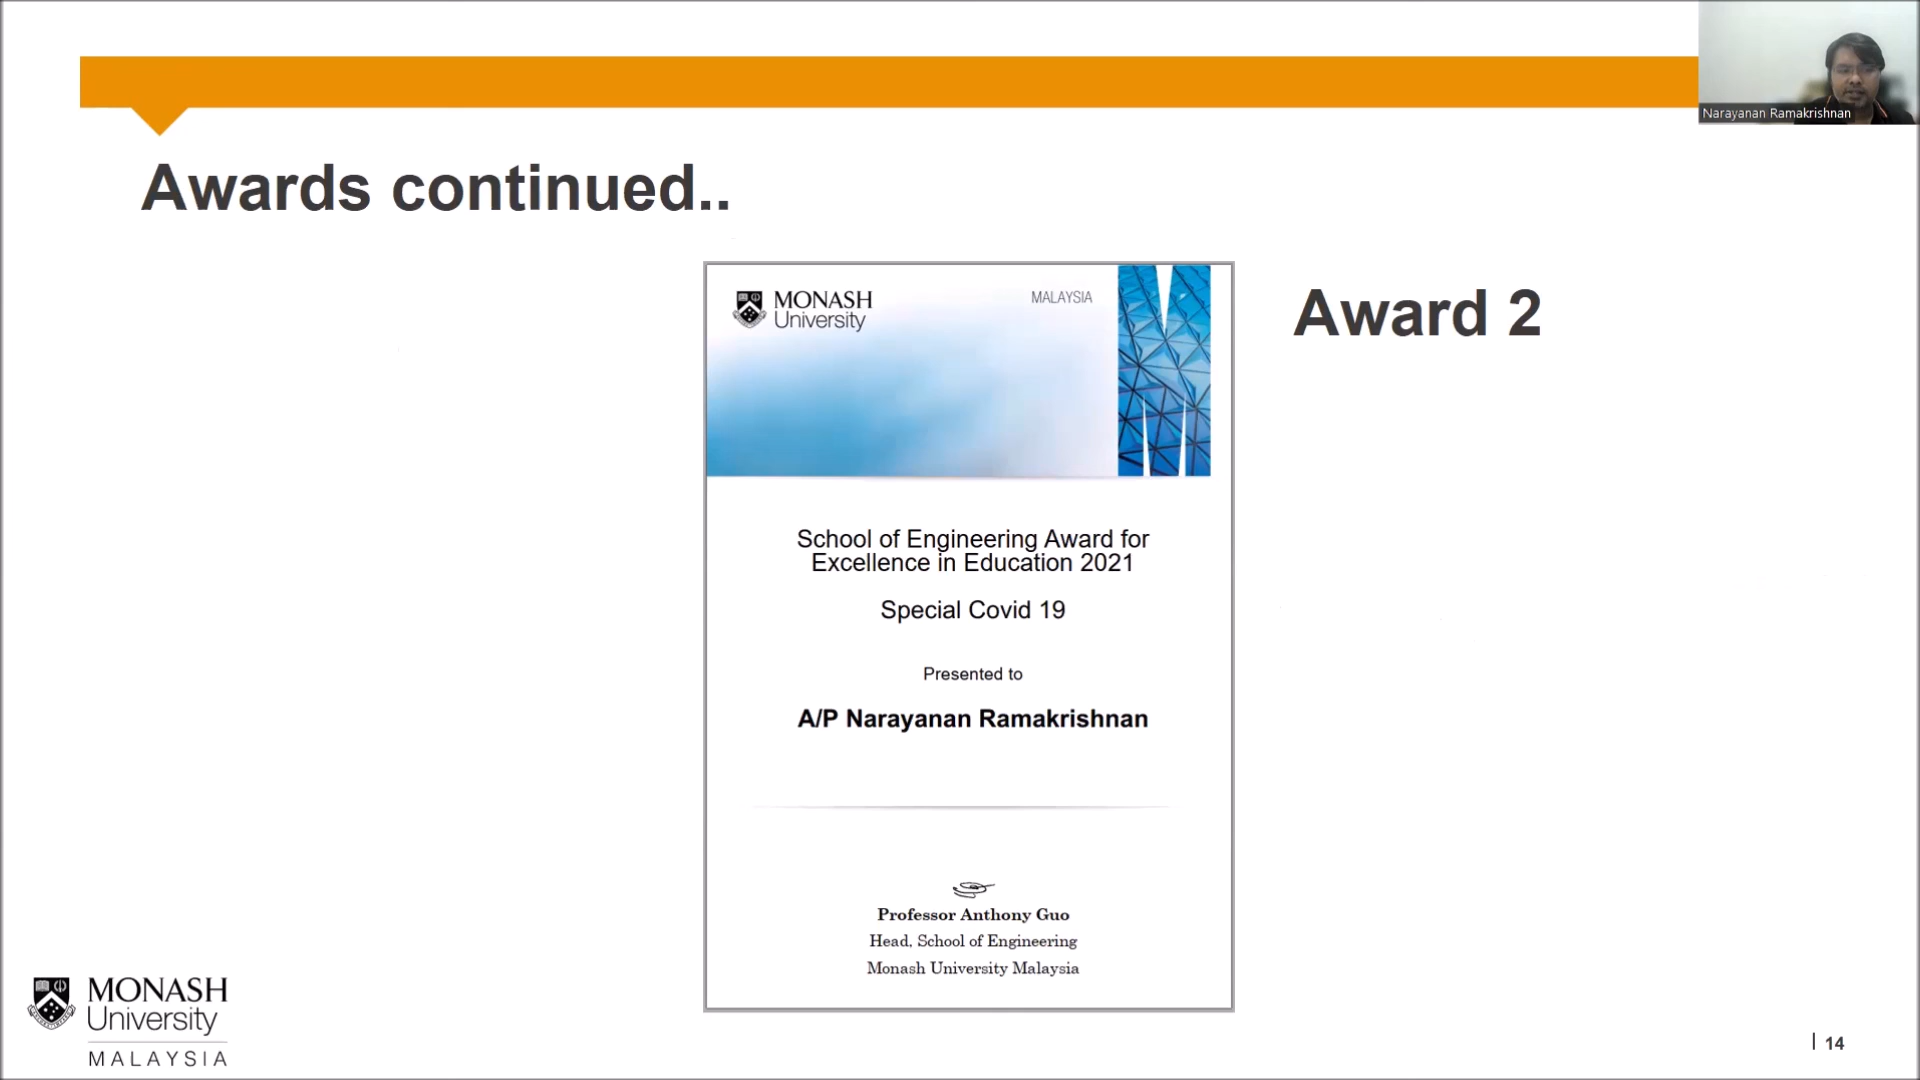 Narayanan Ramakrishnan
Awards continued..
MONASH
University
MALAYSIA
Award 2
School of Engineering Award for
Excellence in Education 2021
Special Covid 19
Presented to
A/P Narayanan Ramakrishnan
Professor Anthony Guo
Head, School of Engineering
Monash University Malaysia
MONASH
University
MALAYSIA
14